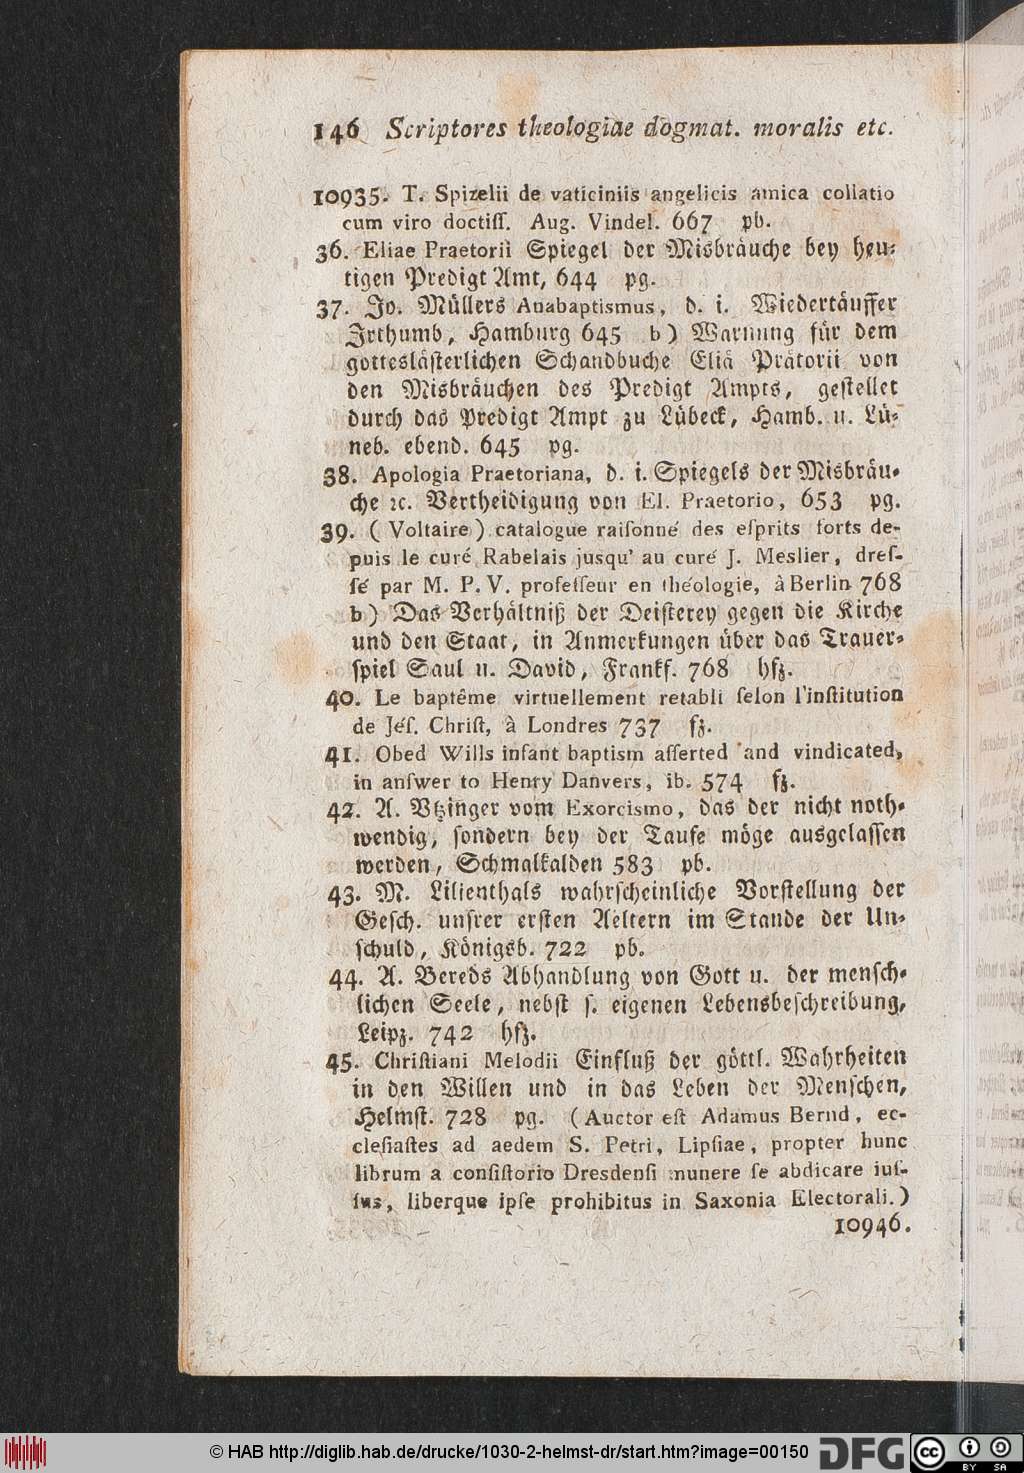 146 Scriptores theologiae dogmat. moralis etc.
10935. T. Spizelii de vaticiniis angelicis amica collatio
cum viro doctiſſ. Aug. Vindel. 667 pb.
36. Eliae Praetorii Spiegel der Misbräuche bey heu-
tigen Predigt Amt, 644 pg.
37. Jo. Müllers Anabaptismus, d. i. Wiedertäuffer
Irthumb, Hamburg 645 b) Warnung für dem
gottesläſterlichen Schandbuche Eliä Prätorii von
den Misbräuchen des Predigt Ampts, geſtellet
durch das Predigt Ampt zu Lübeck, Hamb. u. Lü-
neb. ebend. 645 pg.
38. Apologia Praetoriana, d. i. Spiegels der Misbräu-
che ꝛc. Vertheidigung von El. Praetorio, 653 pg.
39. (Voltaire) catalogue raiſonné des eſprits forts de-
puis le curé Rabelais jusqu' au curé J. Meslier, dreſ-
ſé par M. P. V. profeſſeur en théologie, à Berlin 768
b) Das Verhältniß der Deiſterey gegen die Kirche
und den Staat, in Anmerkungen über das Trauer-
ſpiel Saul u. David, Frankf. 768 hfz.
40. Le baptême virtuellement retabli ſelon l'inſtitution
de Jéſ. Chriſt, à Londres 737 fz.
41. Obed Wills infant baptism aſſerted and vindicated,
in anſwer to Henry Danvers, ib. 574 fz.
42. A. Utzinger vom Exorcismo, das der nicht noth-
wendig, ſondern bey der Taufe möge ausgelaſſen
werden, Schmalkalden 583 pb.
43. M. Lilienthals wahrſcheinliche Vorſtellung der
Geſch. unſrer erſten Aeltern im Stande der Un-
ſchuld, Königsb. 722 pb.
44. A. Bereds Abhandlung von Gott u. der menſch-
lichen Seele, nebſt ſ. eigenen Lebensbeſchreibung,
Leipz. 742 hfz.
45. Chriſtiani Melodii Einfluß der göttl. Wahrheiten
in den Willen und in das Leben der Menſchen,
Helmſt. 728 pg. (Auctor eſt Adamus Bernd, ec-
cleſiaſtes ad aedem S. Petri, Lipſiae, propter hunc
librum a conſiſtorio Dresdenſi munere ſe abdicare iuſ-
ſus, liberque ipſe prohibitus in Saxonia Electorali.)
10946.
© HAB http://diglib.hab.de/drucke/1030-2-helmst-dr/start.htm?image=00150
DFG
cc BY SA